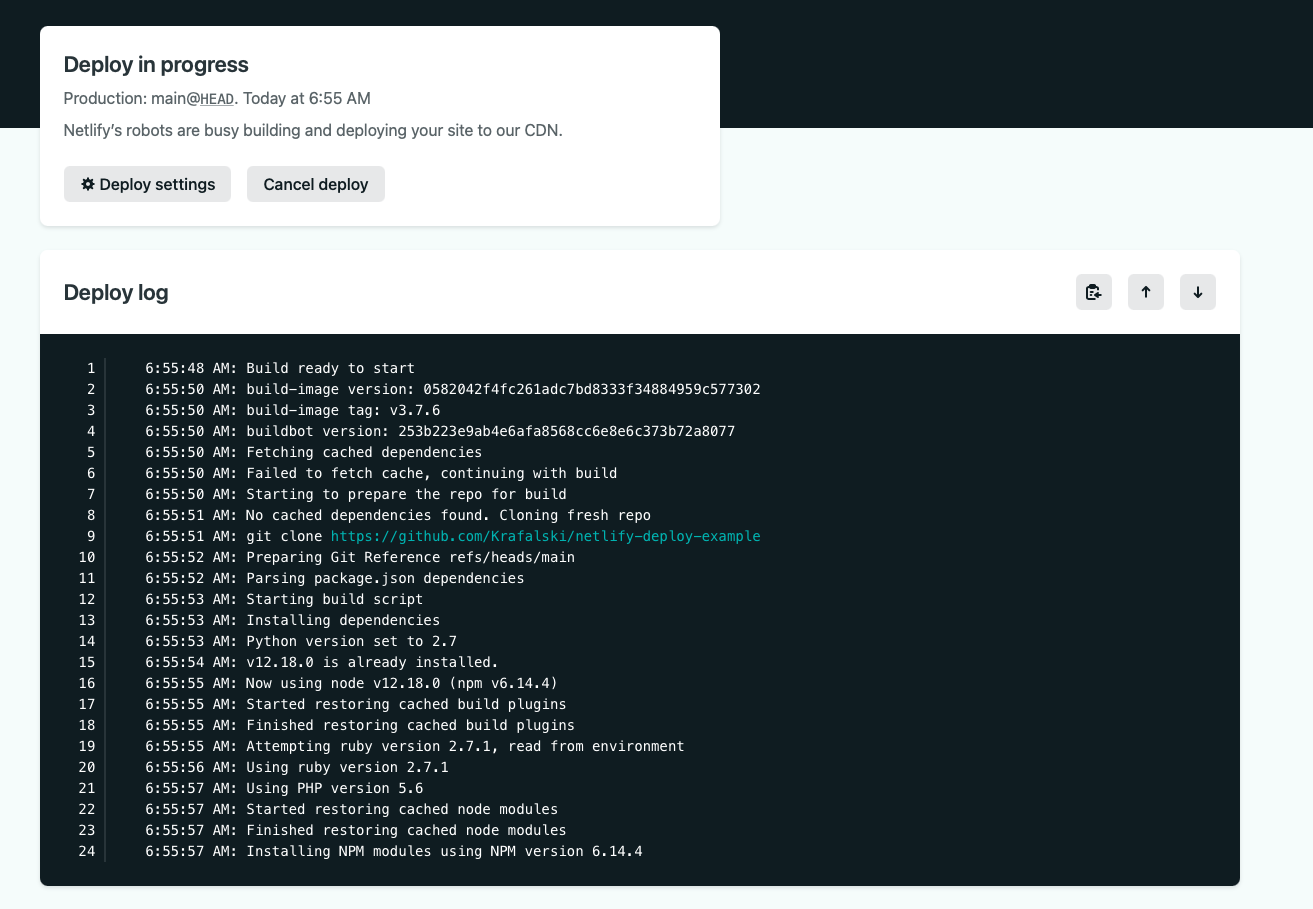 Deploy in progress
Production: main@HEAD. Today at 6:55 AM
Netlify’s robots are busy building and deploying your site to our CDN.
Deploy settings Cancel deploy
Deploy log
1 6:55:48 AM: Build ready to start
2 6:55:50 AM: build-image version: 0582042f4fc261adc7bd8333f34884959c577302
3 6:55:50 AM: build-image tag: v3.7.6
4 6:55:50 AM: buildbot version: 253b223e9ab4e6afa8568cc6e8e6c373b72a8077
5 6:55:50 AM: Fetching cached dependencies
6 6:55:50 AM: Failed to fetch cache, continuing with build
7 6:55:50 AM: Starting to prepare the repo for build
8 6:55:51 AM: No cached dependencies found. Cloning fresh repo
9 6:55:51 AM: git clone https://github.com/Krafalski/netlify-deploy-example
10 6:55:52 AM: Preparing Git Reference refs/heads/main
11 6:55:52 AM: Parsing package.json dependencies
12 6:55:53 AM: Starting build script
13 6:55:53 AM: Installing dependencies
14 6:55:53 AM: Python version set to 2.7
15 6:55:54 AM: v12.18.0 is already installed.
16 6:55:55 AM: Now using node v12.18.0 (npm v6.14.4)
17 6:55:55 AM: Started restoring cached build plugins
18 6:55:55 AM: Finished restoring cached build plugins
19 6:55:55 AM: Attempting ruby version 2.7.1, read from environment
20 6:55:56 AM: Using ruby version 2.7.1
21 6:55:57 AM: Using PHP version 5.6
22 6:55:57 AM: Started restoring cached node modules
23 6:55:57 AM: Finished restoring cached node modules
24 6:55:57 AM: Installing NPM modules using NPM version 6.14.4